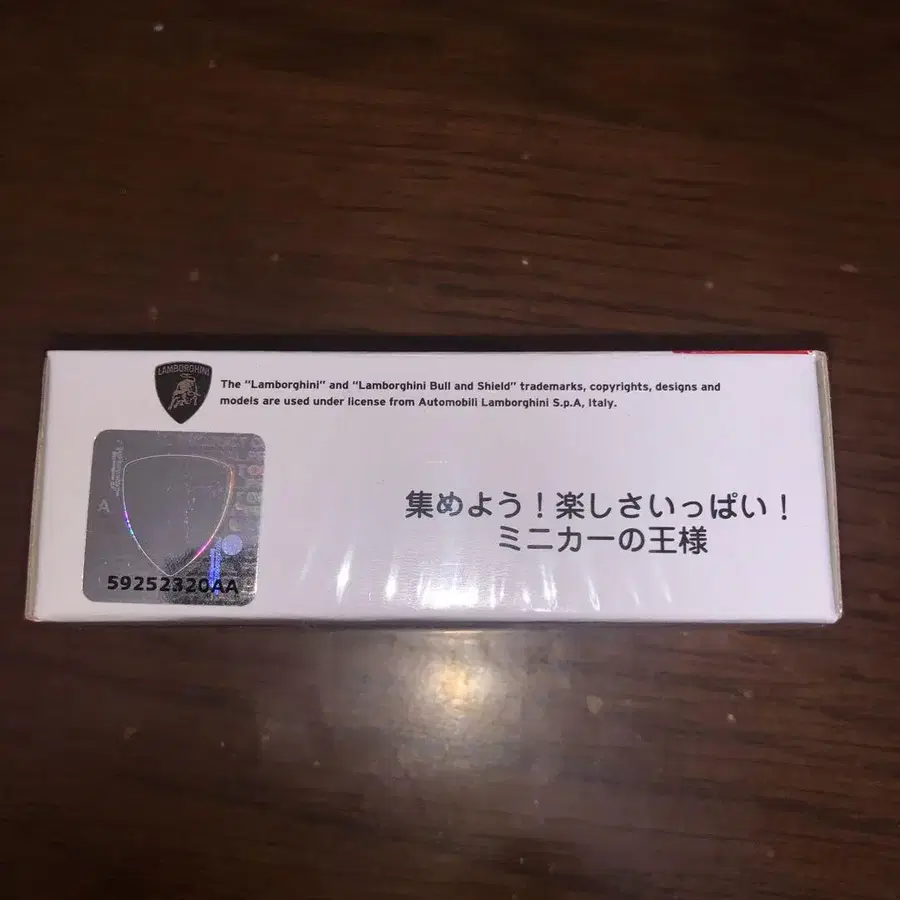 LAMBORGHINI
The "Lamborghini" and "Lamborghini Bull and Shield" trademarks, copyrights, designs and
models are used under license from Automobili Lamborghini S.p.A, Italy.
集めよう！楽しさいっぱい！
ミニカーの王様
A
59252320AA